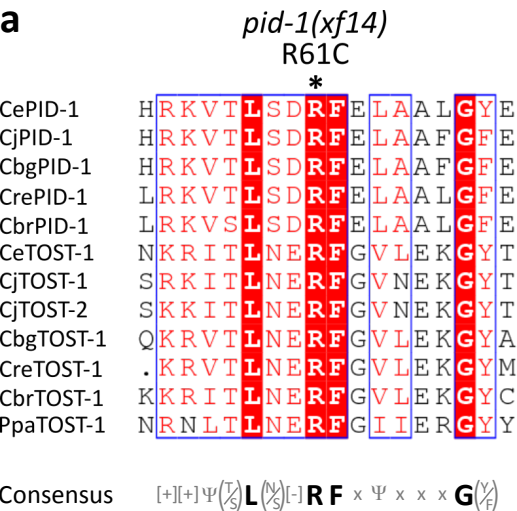 a
pid-1(xf14)
R61C
*
CePID-1 HRKVTLSDRFELAALGYE
CjPID-1 HRKVTLSDRFELAAFGFE
CbgPID-1 HRKVTLSDRFELAAFGFE
CrePID-1 LRKVTLSDRFELAALGFE
CbrPID-1 LRKVSLSDRFELAALGFE
CeTOST-1 NKRITLNERFGVLEKGYT
CjTOST-1 SRKITLNERFGVNEKGYT
CjTOST-2 SKKITLNERFGVNEKGYT
CbgTOST-1 QKRVTLNERFGVLEKGYA
CreTOST-1 .KRVTLNERFGVLEKGYM
CbrTOST-1 KKRITLNERFGVLEKGYC
PpaTOST-1 NRNLTLNERFGIIERGYY
Consensus [+][+]Ψ(T/S)L(N/S)[-]RF x Ψ x x x G(Y/F)